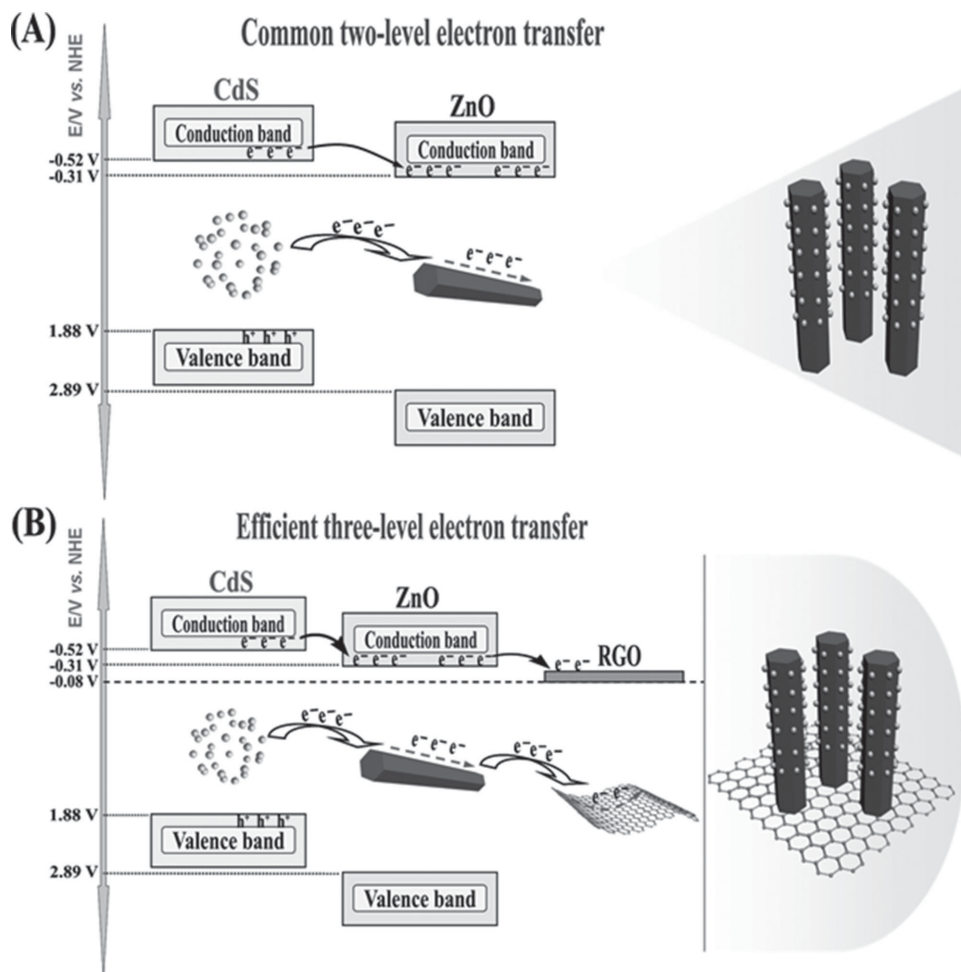 (A)
Common two-level electron transfer
E/V vs. NHE
CdS
ZnO
Conduction band
e⁻ e⁻ e⁻
Conduction band
e⁻ e⁻ e⁻ e⁻ e⁻ e⁻
-0.52 V
-0.31 V
e⁻ e⁻ e⁻
e⁻ e⁻ e⁻
1.88 V
h⁺ h⁺ h⁺
Valence band
2.89 V
Valence band
(B)
Efficient three-level electron transfer
E/V vs. NHE
CdS
ZnO
Conduction band
e⁻ e⁻ e⁻
Conduction band
e⁻ e⁻ e⁻ e⁻ e⁻ e⁻
e⁻ e⁻
RGO
-0.52 V
-0.31 V
-0.08 V
e⁻ e⁻ e⁻
e⁻ e⁻ e⁻
e⁻ e⁻ e⁻
e⁻ e⁻
1.88 V
h⁺ h⁺ h⁺
Valence band
2.89 V
Valence band